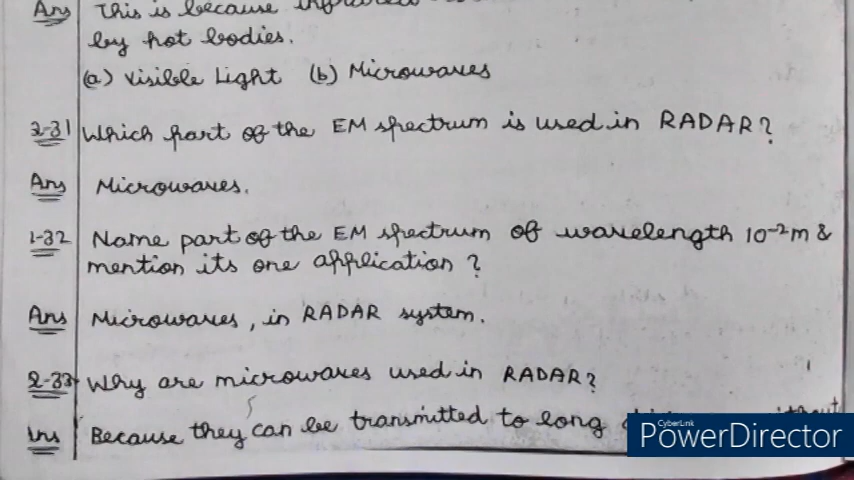 Ans This is because infrared
by hot bodies.
(a) Visible Light (b) Microwaves
2-31 Which part of the EM spectrum is used in RADAR?
Ans Microwaves.
1-32 Name part of the EM spectrum of wavelength 10⁻²m &
mention its one application ?
Ans Microwaves, in RADAR system.
2-33 Why are microwaves used in RADAR?
Ans Because they can be transmitted to long
CyberLink
PowerDirector